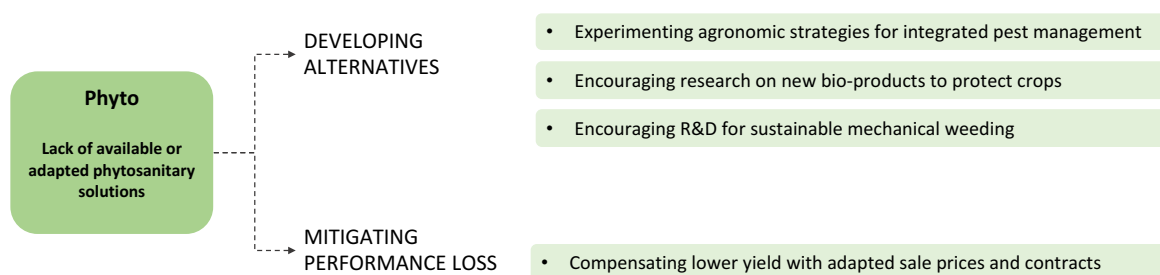 Phyto
Lack of available or
adapted phytosanitary
solutions
DEVELOPING
ALTERNATIVES
• Experimenting agronomic strategies for integrated pest management
• Encouraging research on new bio-products to protect crops
• Encouraging R&D for sustainable mechanical weeding
MITIGATING
PERFORMANCE LOSS
• Compensating lower yield with adapted sale prices and contracts